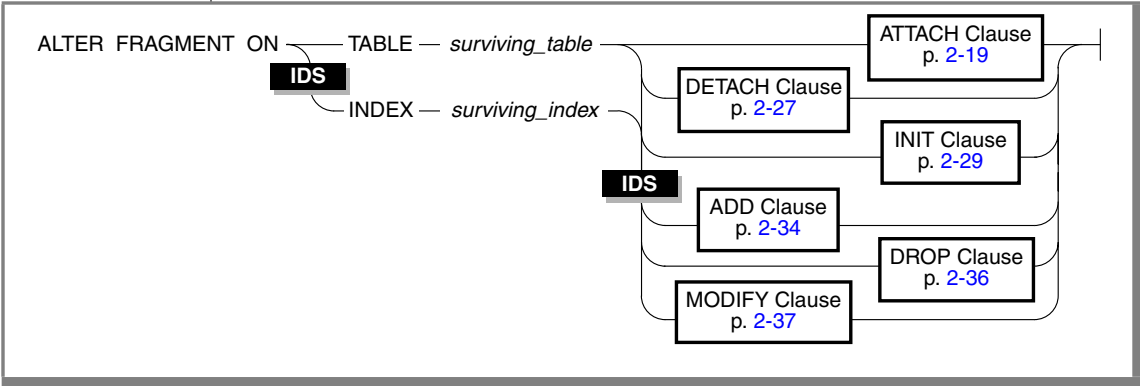 ALTER FRAGMENT ON TABLE surviving_table ATTACH Clause
p. 2-19
IDS
DETACH Clause
p. 2-27
INDEX surviving_index
INIT Clause
p. 2-29
IDS
ADD Clause
p. 2-34
DROP Clause
p. 2-36
MODIFY Clause
p. 2-37